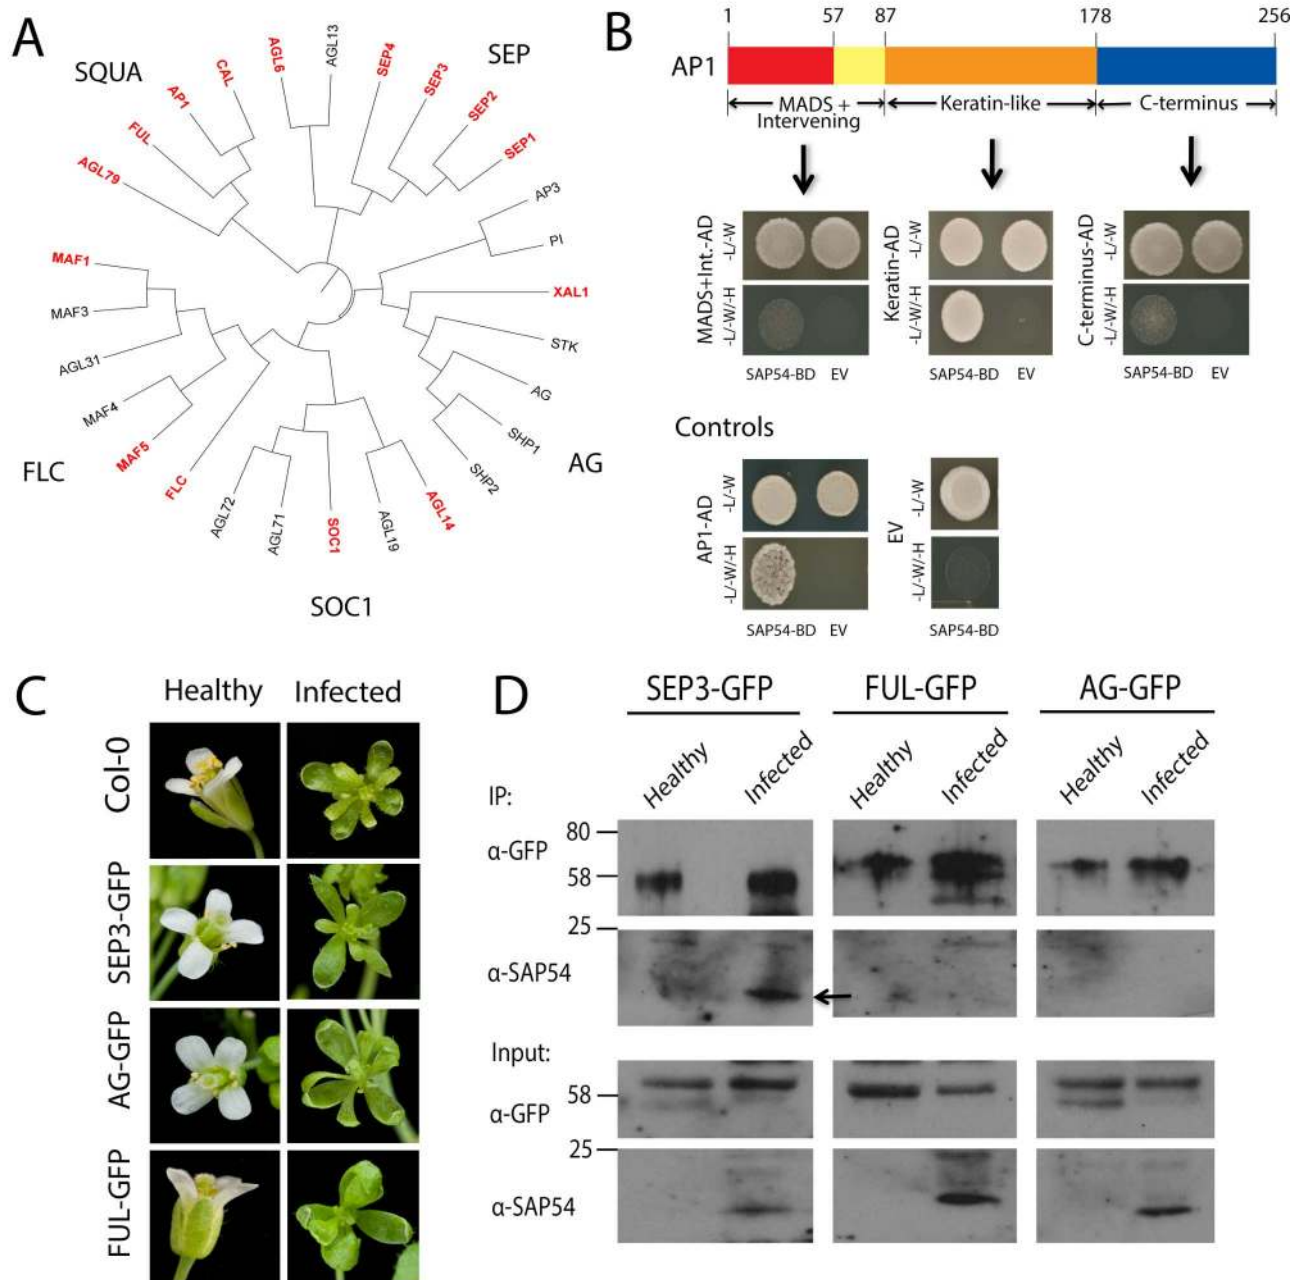 A
SQUA
SEP
AGL79
FUL
AP1
CAL
AGL6
AGL13
SEP4
SEP3
SEP2
SEP1
AP3
PI
XAL1
STK
AG
SHP1
SHP2
AGL14
AGL19
SOC1
AGL71
AGL72
FLC
MAF5
MAF4
AGL31
MAF3
MAF1
FLC
AG
SOC1
B
1 57 87 178 256
AP1
MADS + Intervening
Keratin-like
C-terminus
MADS+Int.-AD
-L/-W
-L/-W/-H
SAP54-BD EV
Keratin-AD
-L/-W
-L/-W/-H
SAP54-BD EV
C-terminus-AD
-L/-W
-L/-W/-H
SAP54-BD EV
Controls
AP1-AD
-L/-W
-L/-W/-H
SAP54-BD EV
EV
-L/-W
-L/-W/-H
SAP54-BD
C
Healthy Infected
Col-0
SEP3-GFP
AG-GFP
FUL-GFP
D
SEP3-GFP FUL-GFP AG-GFP
Healthy Infected Healthy Infected Healthy Infected
IP:
80
α-GFP
58
25
α-SAP54
Input:
58
α-GFP
25
α-SAP54